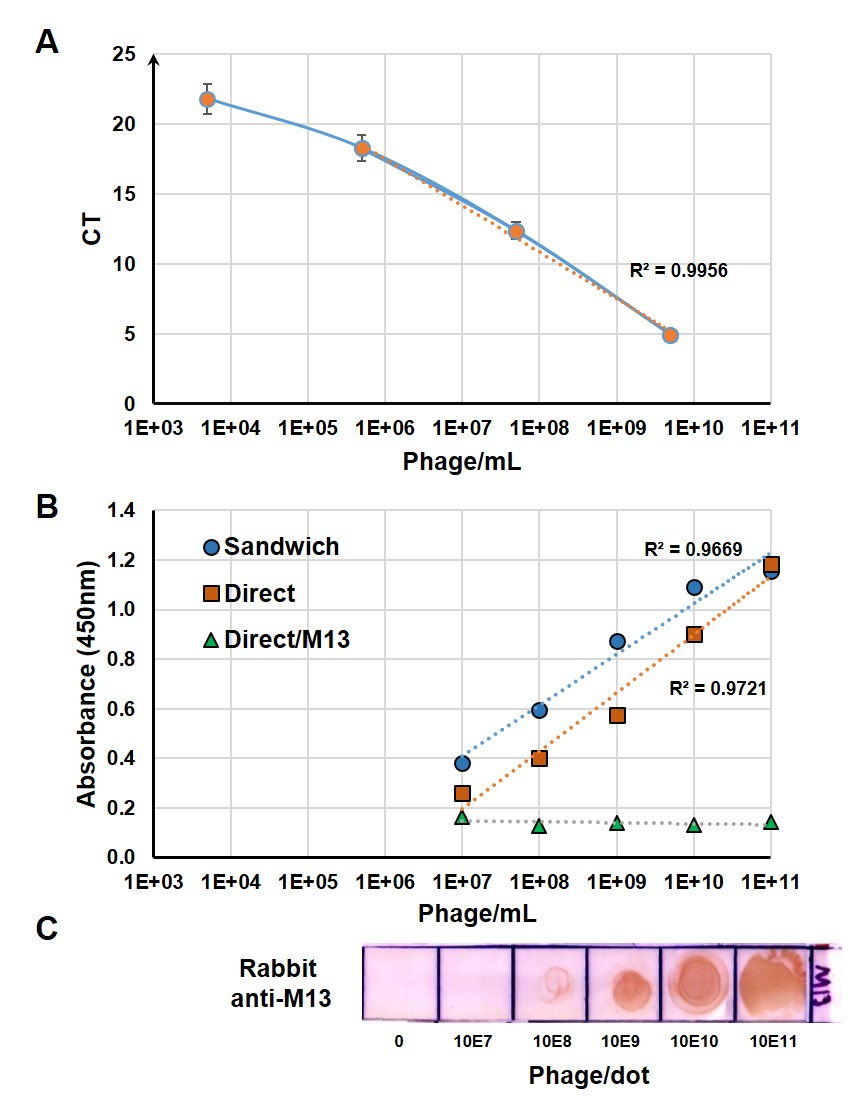 A
25
20
15
10
5
0
CT
R² = 0.9956
1E+03 1E+04 1E+05 1E+06 1E+07 1E+08 1E+09 1E+10 1E+11
Phage/mL
B
1.4
1.2
1.0
0.8
0.6
0.4
0.2
0.0
Absorbance (450nm)
Sandwich
Direct
Direct/M13
R² = 0.9669
R² = 0.9721
1E+03 1E+04 1E+05 1E+06 1E+07 1E+08 1E+09 1E+10 1E+11
Phage/mL
C
Rabbit
anti-M13
M13
0 10E7 10E8 10E9 10E10 10E11
Phage/dot